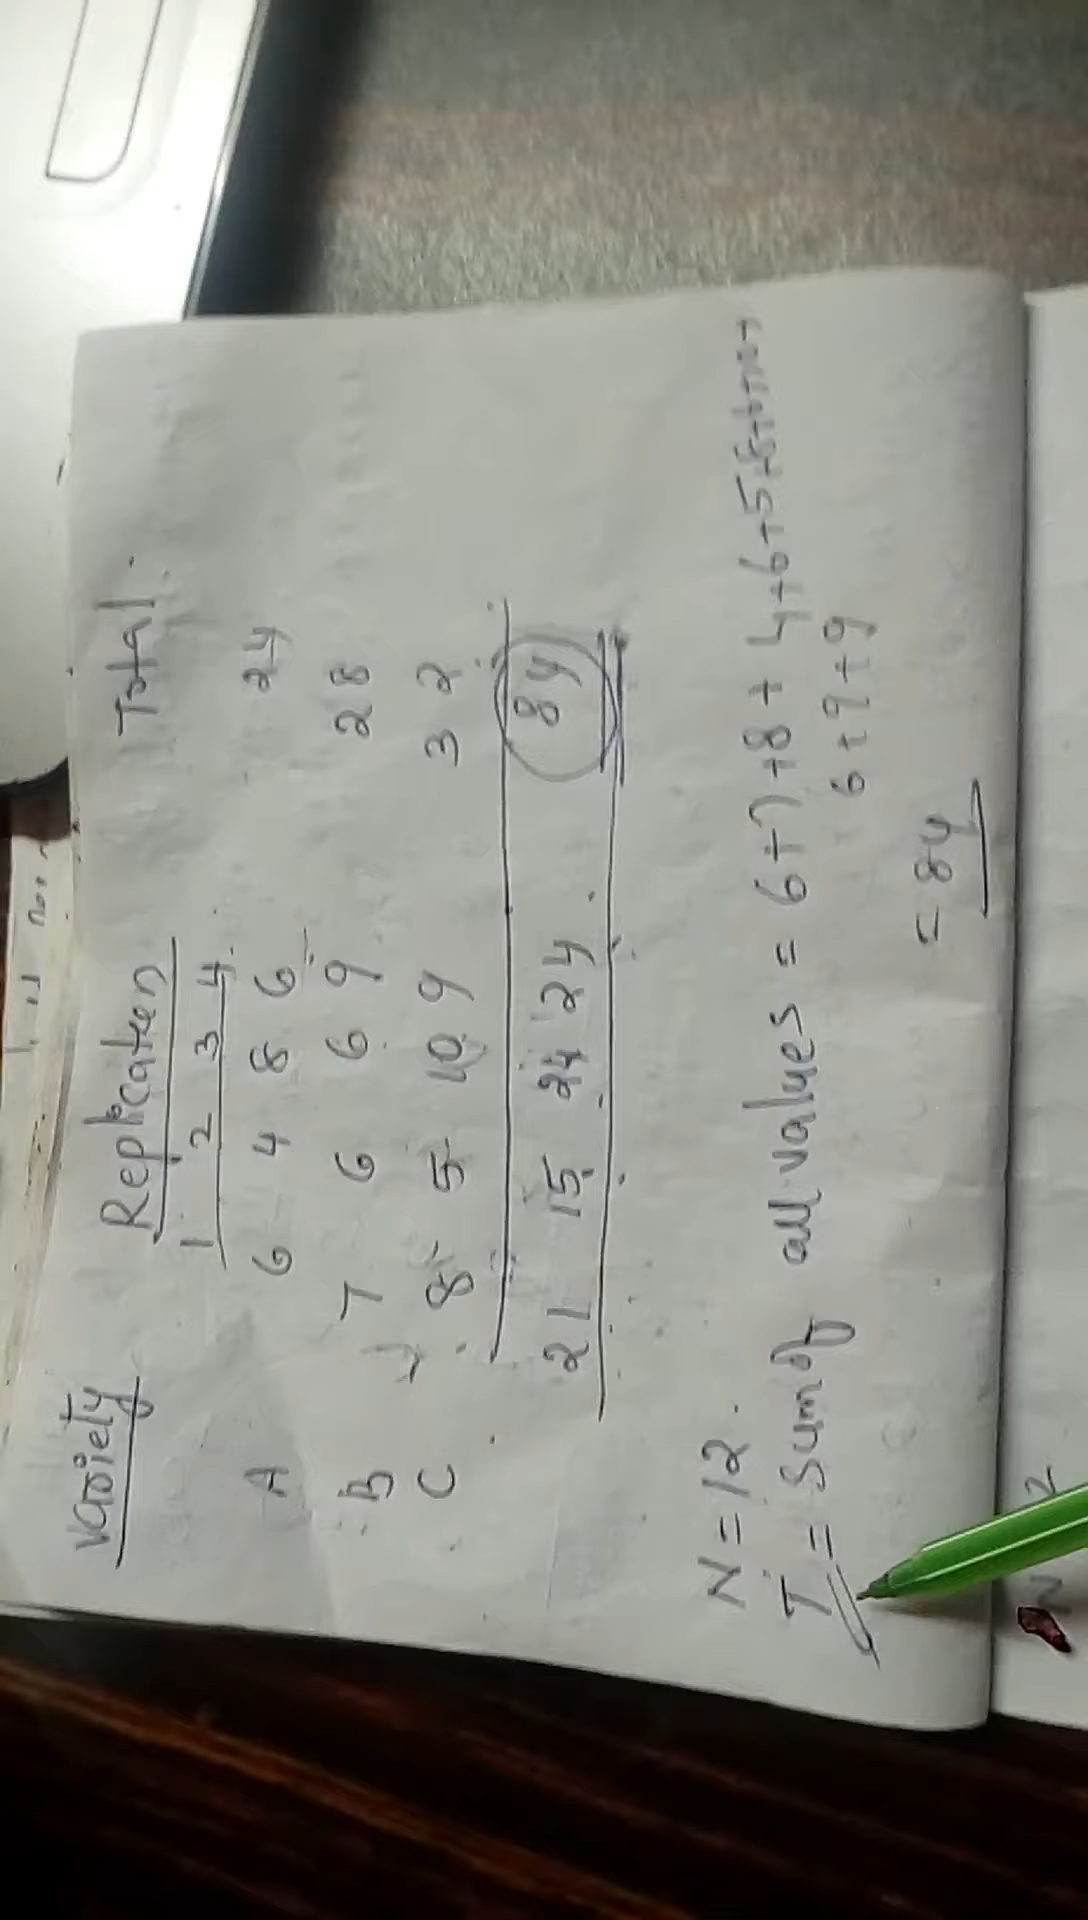 Variety Replication Total
1 2 3 4
A 6 4 8 6 24
B 7 6 6 9 28
C 8 5 10 9 32
21 15 24 24 84
N = 12
T = Sum of all values = 6+7+8+4+6+5+8+6+10+
6+9+9
= 84